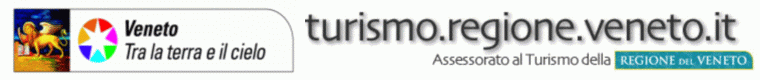 Veneto
Tra la terra e il cielo
turismo.regione.veneto.it
Assessorato al Turismo della REGIONE DEL VENETO